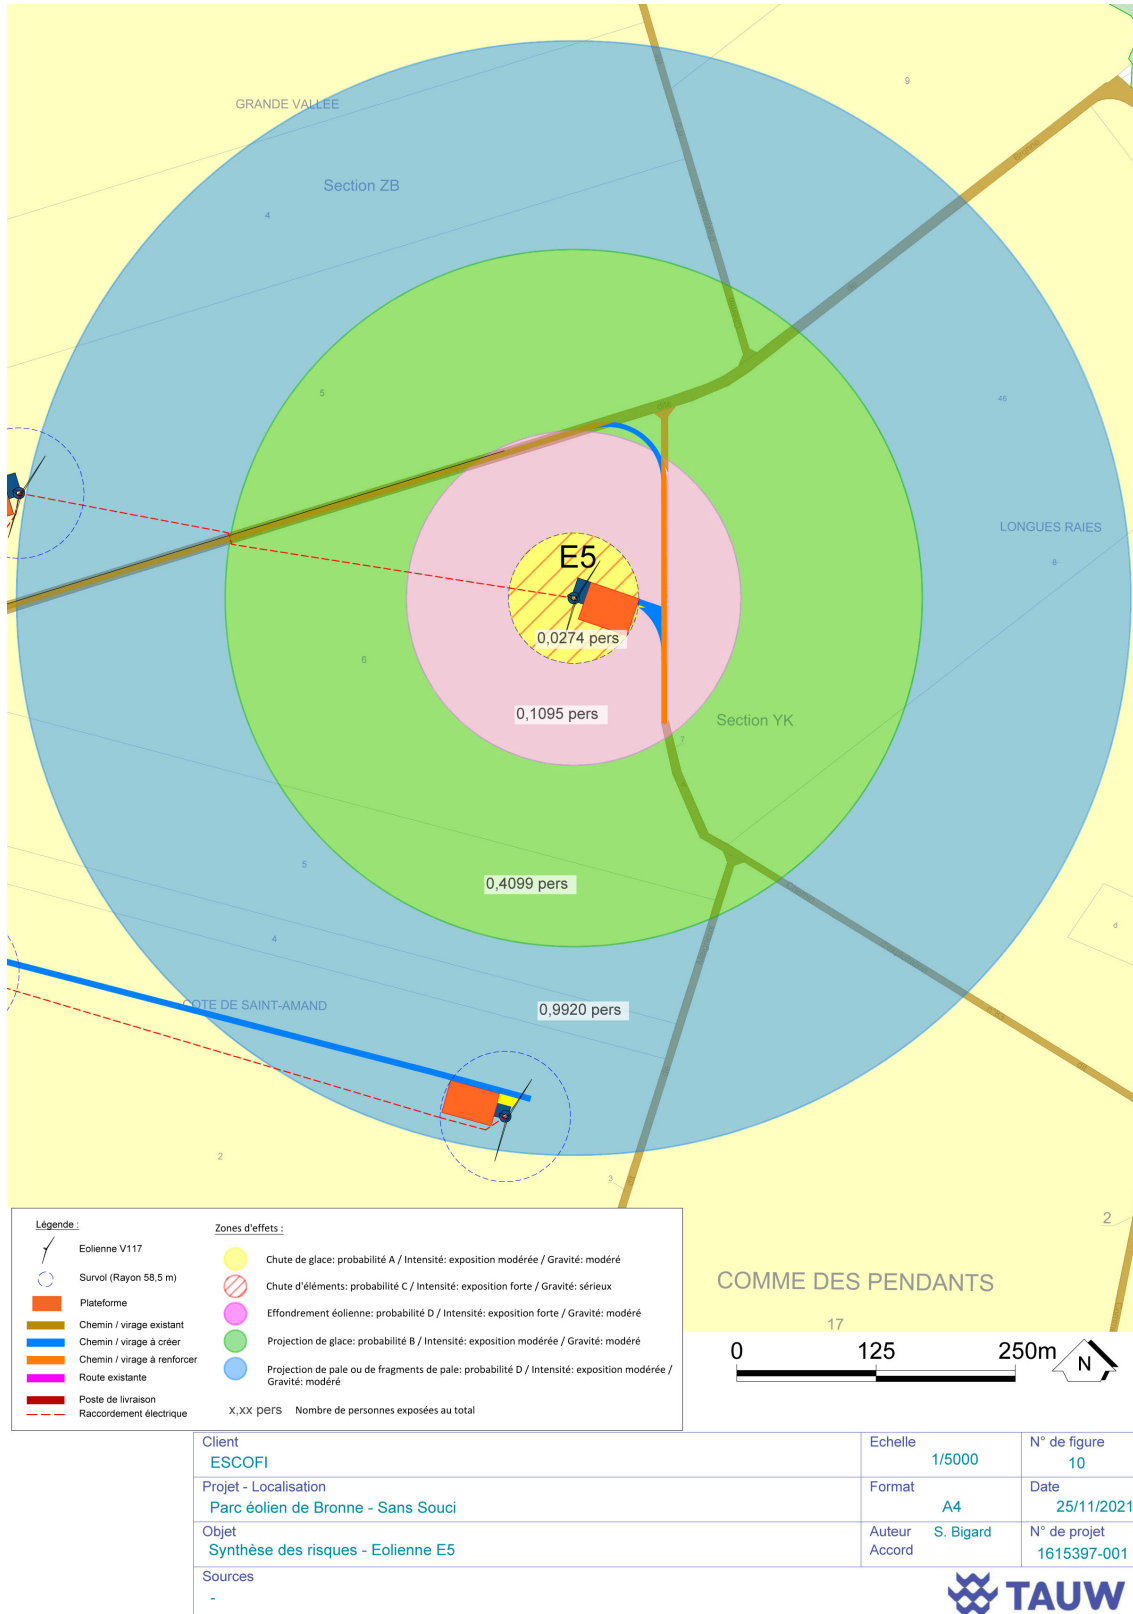 GRANDE VALLEE
9
Section ZB
4
Bronne
5
46
LONGUES RAIES
8
E5
0,0274 pers
6
0,1095 pers
Section YK
7
5
0,4099 pers
4
d
COTE DE SAINT-AMAND
0,9920 pers
2
3
2
COMME DES PENDANTS
17
Légende :
Eolienne V117
Survol (Rayon 58,5 m)
Plateforme
Chemin / virage existant
Chemin / virage à créer
Chemin / virage à renforcer
Route existante
Poste de livraison
Raccordement électrique
Zones d'effets :
Chute de glace: probabilité A / Intensité: exposition modérée / Gravité: modéré
Chute d'éléments: probabilité C / Intensité: exposition forte / Gravité: sérieux
Effondrement éolienne: probabilité D / Intensité: exposition forte / Gravité: modéré
Projection de glace: probabilité B / Intensité: exposition modérée / Gravité: modéré
Projection de pale ou de fragments de pale: probabilité D / Intensité: exposition modérée /
Gravité: modéré
x,xx pers Nombre de personnes exposées au total
0 125 250m
N
Client
ESCOFI
Echelle
1/5000
N° de figure
10
Projet - Localisation
Parc éolien de Bronne - Sans Souci
Format
A4
Date
25/11/2021
Objet
Synthèse des risques - Eolienne E5
Auteur S. Bigard
Accord
N° de projet
1615397-001
Sources
-
TAUW